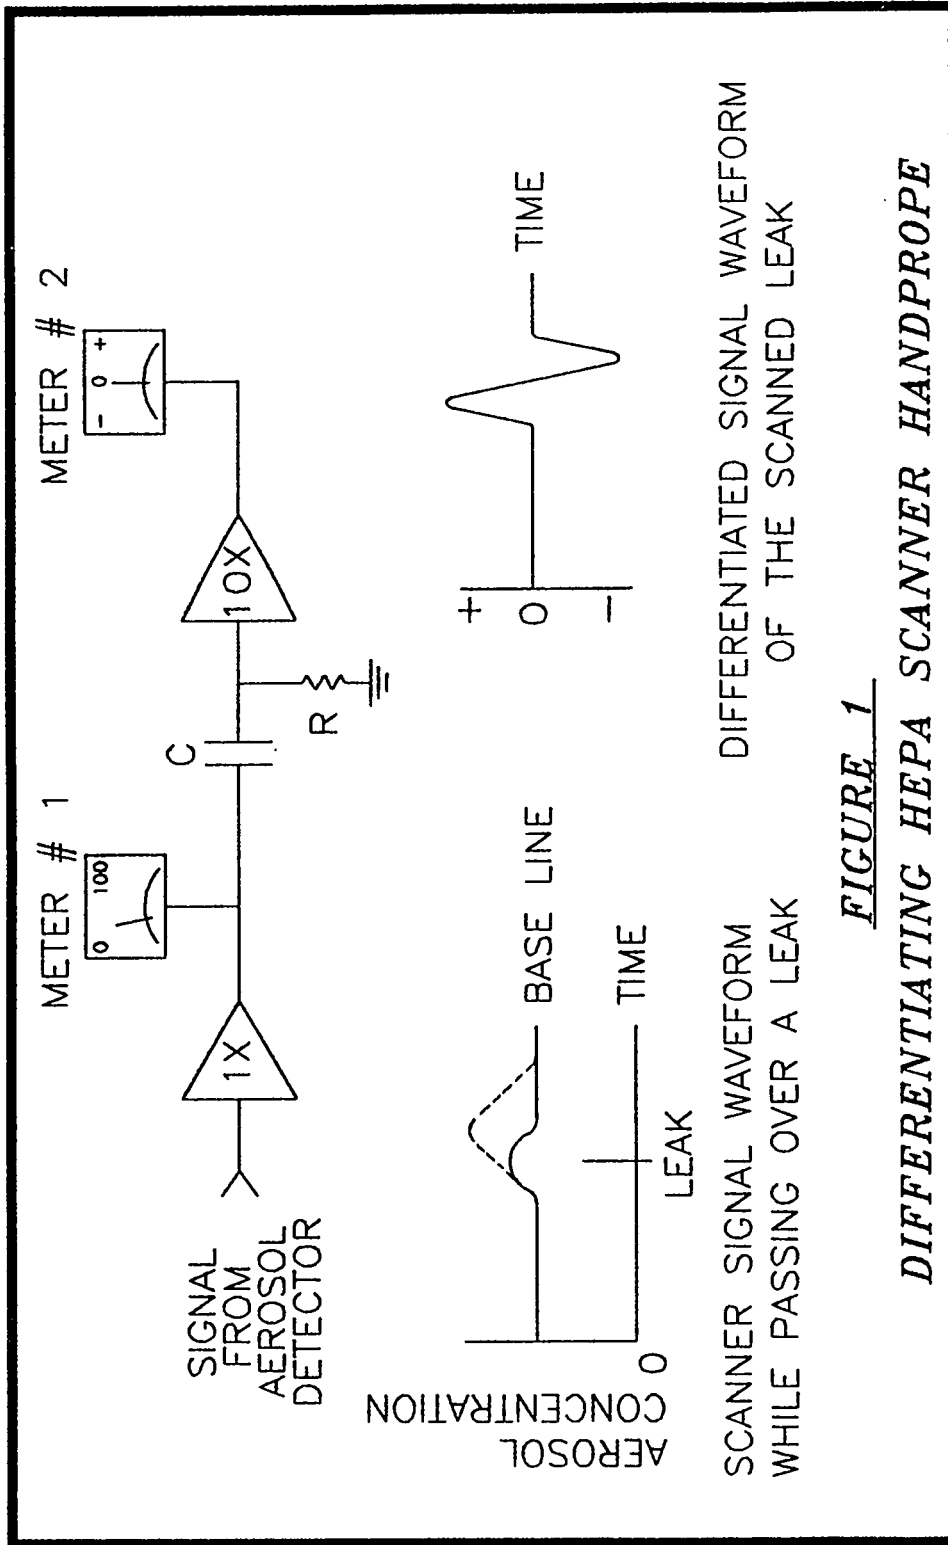 METER # 1
METER # 2
0 100
- 0 +
SIGNAL
FROM
AEROSOL
DETECTOR
1X
C
R
10X
AEROSOL
CONCENTRATION
0
BASE LINE
TIME
LEAK
+
0
-
TIME
SCANNER SIGNAL WAVEFORM
WHILE PASSING OVER A LEAK
DIFFERENTIATED SIGNAL WAVEFORM
OF THE SCANNED LEAK
FIGURE 1
DIFFERENTIATING HEPA SCANNER HANDPROPE